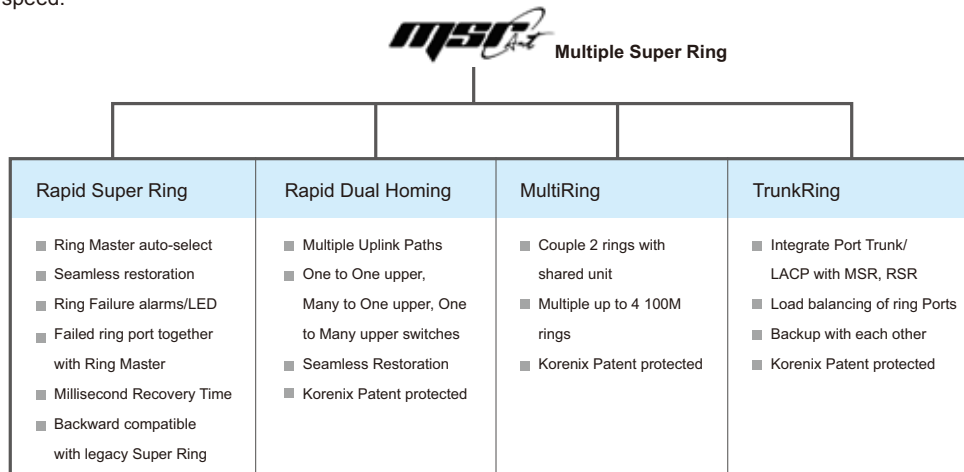 speed.
msr Art
Multiple Super Ring
Rapid Super Ring
Ring Master auto-select
Seamless restoration
Ring Failure alarms/LED
Failed ring port together
with Ring Master
Millisecond Recovery Time
Backward compatible
with legacy Super Ring
Rapid Dual Homing
Multiple Uplink Paths
One to One upper,
Many to One upper, One
to Many upper switches
Seamless Restoration
Korenix Patent protected
MultiRing
Couple 2 rings with
shared unit
Multiple up to 4 100M
rings
Korenix Patent protected
TrunkRing
Integrate Port Trunk/
LACP with MSR, RSR
Load balancing of ring Ports
Backup with each other
Korenix Patent protected